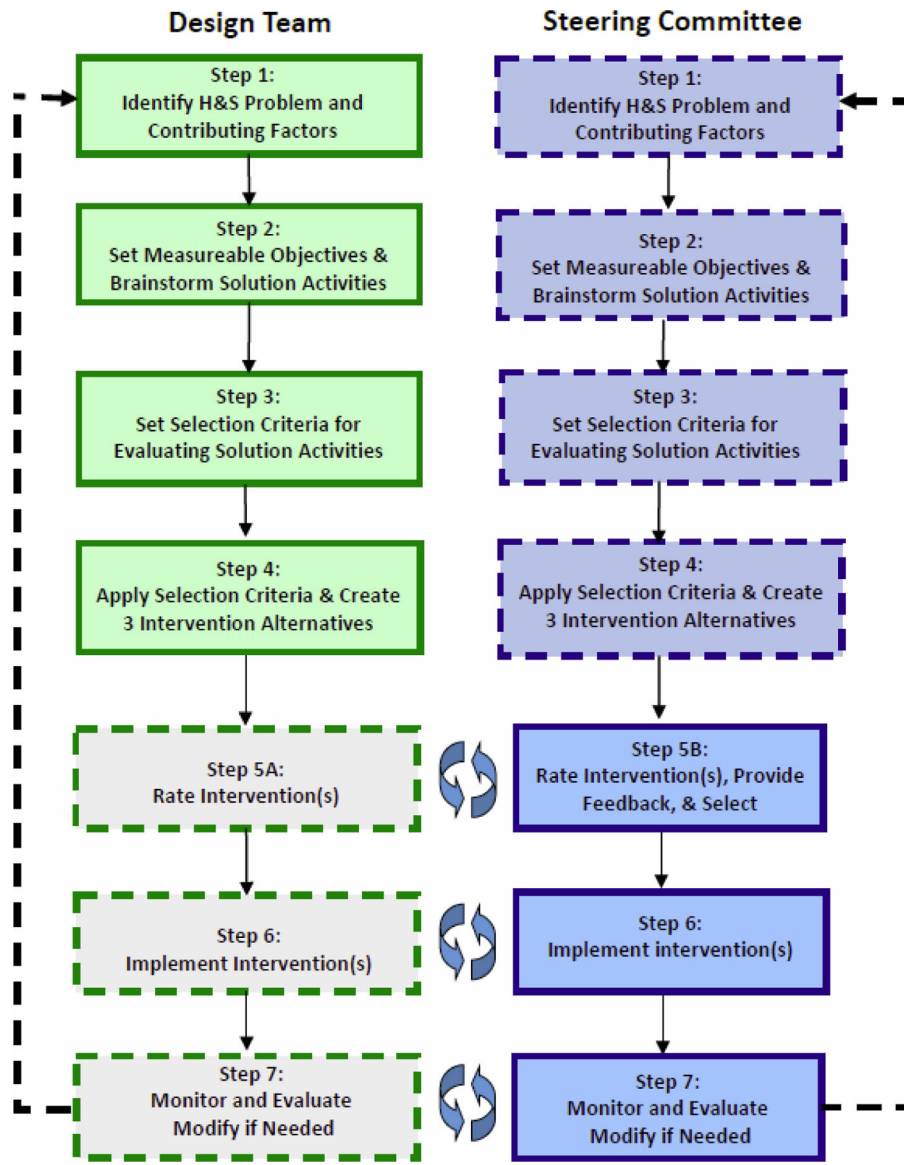 Design Team
Steering Committee
Step 1:
Identify H&S Problem and
Contributing Factors
Step 1:
Identify H&S Problem and
Contributing Factors
Step 2:
Set Measureable Objectives &
Brainstorm Solution Activities
Step 2:
Set Measureable Objectives &
Brainstorm Solution Activities
Step 3:
Set Selection Criteria for
Evaluating Solution Activities
Step 3:
Set Selection Criteria for
Evaluating Solution Activities
Step 4:
Apply Selection Criteria & Create
3 Intervention Alternatives
Step 4:
Apply Selection Criteria & Create
3 Intervention Alternatives
Step 5A:
Rate Intervention(s)
Step 5B:
Rate Intervention(s), Provide
Feedback, & Select
Step 6:
Implement Intervention(s)
Step 6:
Implement intervention(s)
Step 7:
Monitor and Evaluate
Modify if Needed
Step 7:
Monitor and Evaluate
Modify if Needed